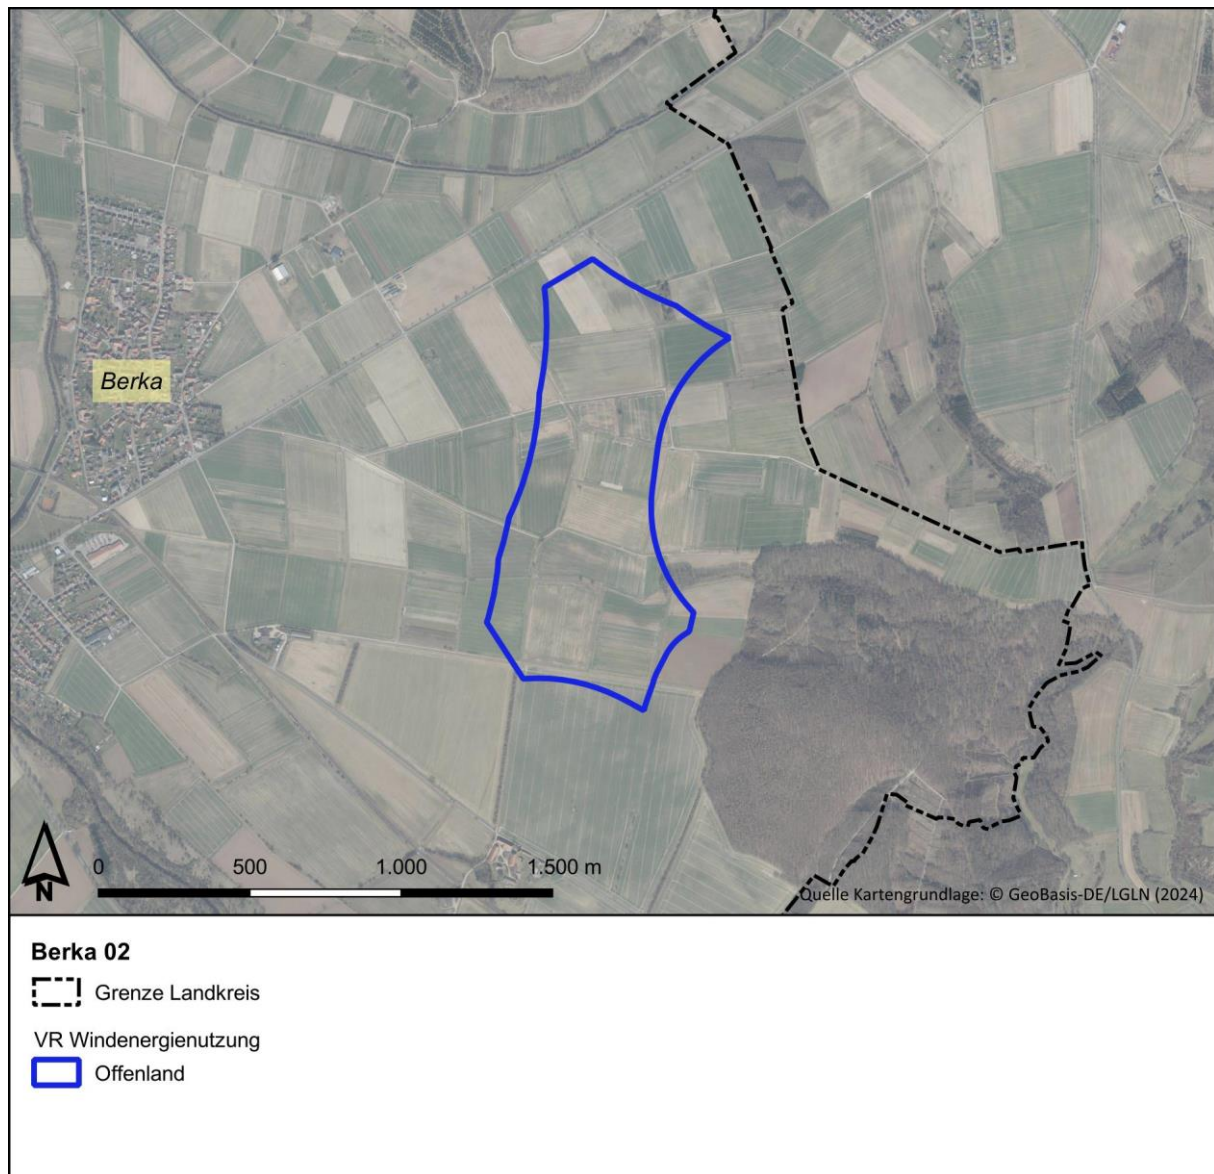 Berka
N
0 500 1.000 1.500 m
Quelle Kartengrundlage: © GeoBasis-DE/LGLN (2024)
Berka 02
Grenze Landkreis
VR Windenergienutzung
Offenland